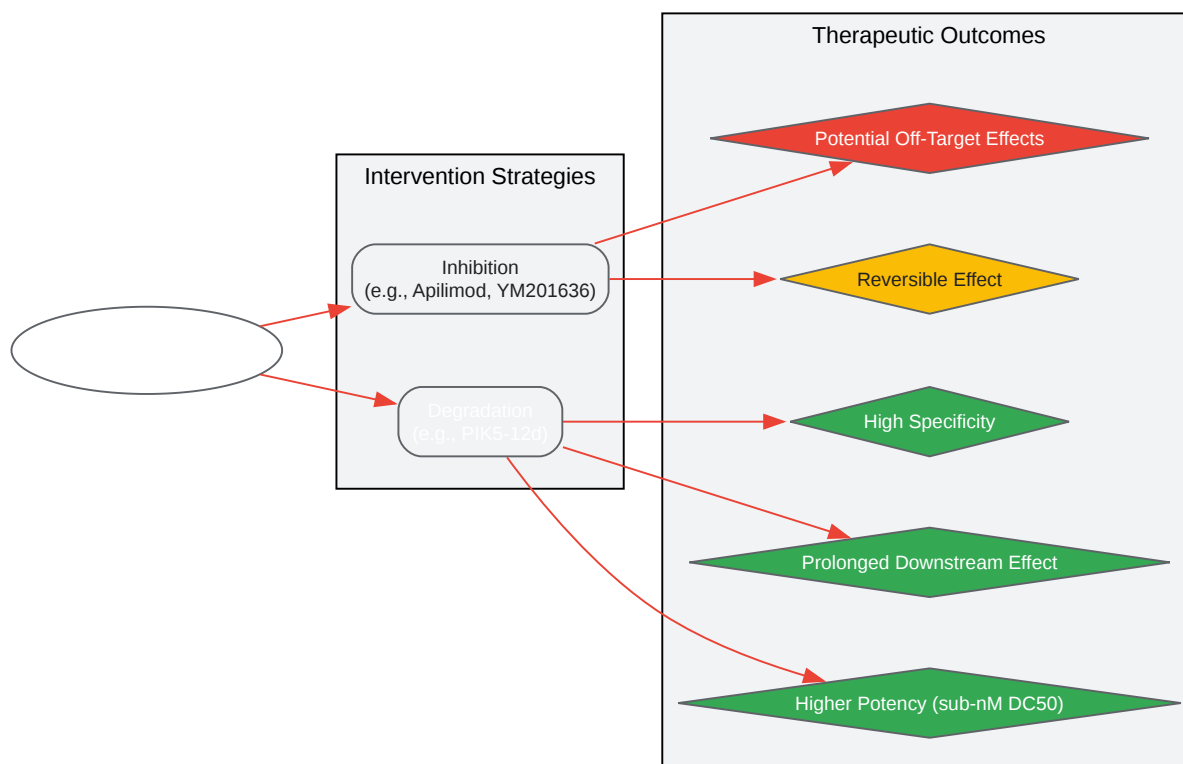 Therapeutic Outcomes
Potential Off-Target Effects
Intervention Strategies
Inhibition
(e.g., Apilimod, YM201636)
Reversible Effect
Degradation
(e.g., PIK5-12d)
High Specificity
Prolonged Downstream Effect
Higher Potency (sub-nM DC50)